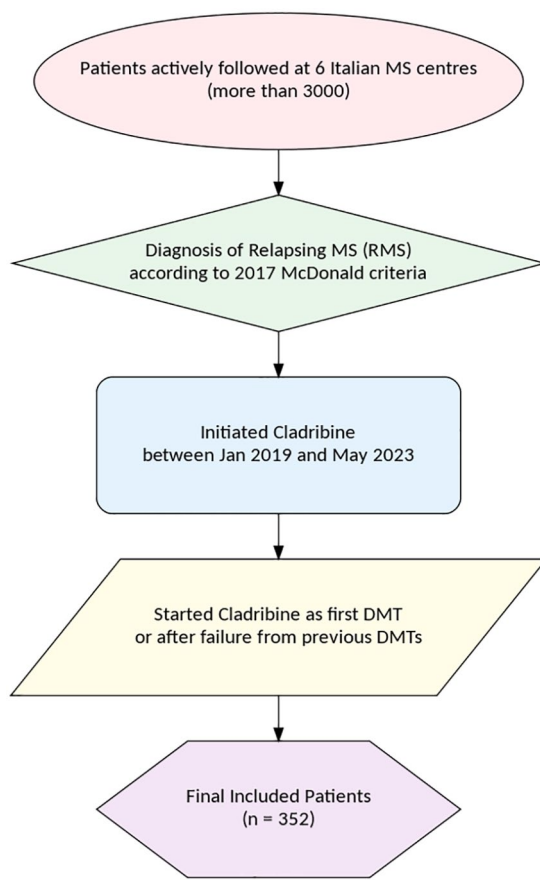 Patients actively followed at 6 Italian MS centres
(more than 3000)
Diagnosis of Relapsing MS (RMS)
according to 2017 McDonald criteria
Initiated Cladribine
between Jan 2019 and May 2023
Started Cladribine as first DMT
or after failure from previous DMTs
Final Included Patients
(n = 352)